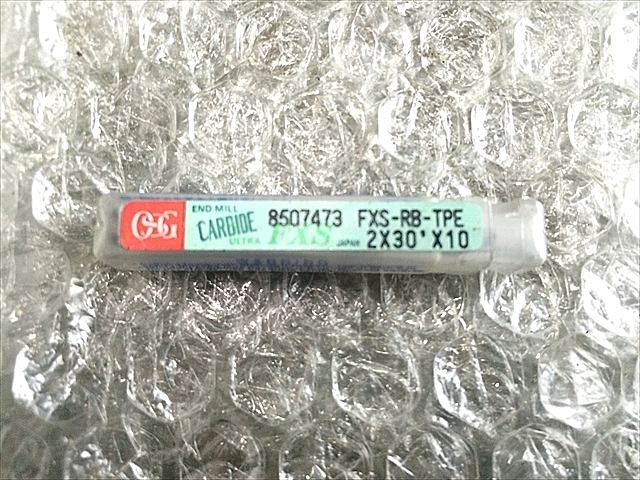 OSG
END MILL
CARBIDE
ULTRA FXS
8507473 FXS-RB-TPE
JAPAN 2X30'X10